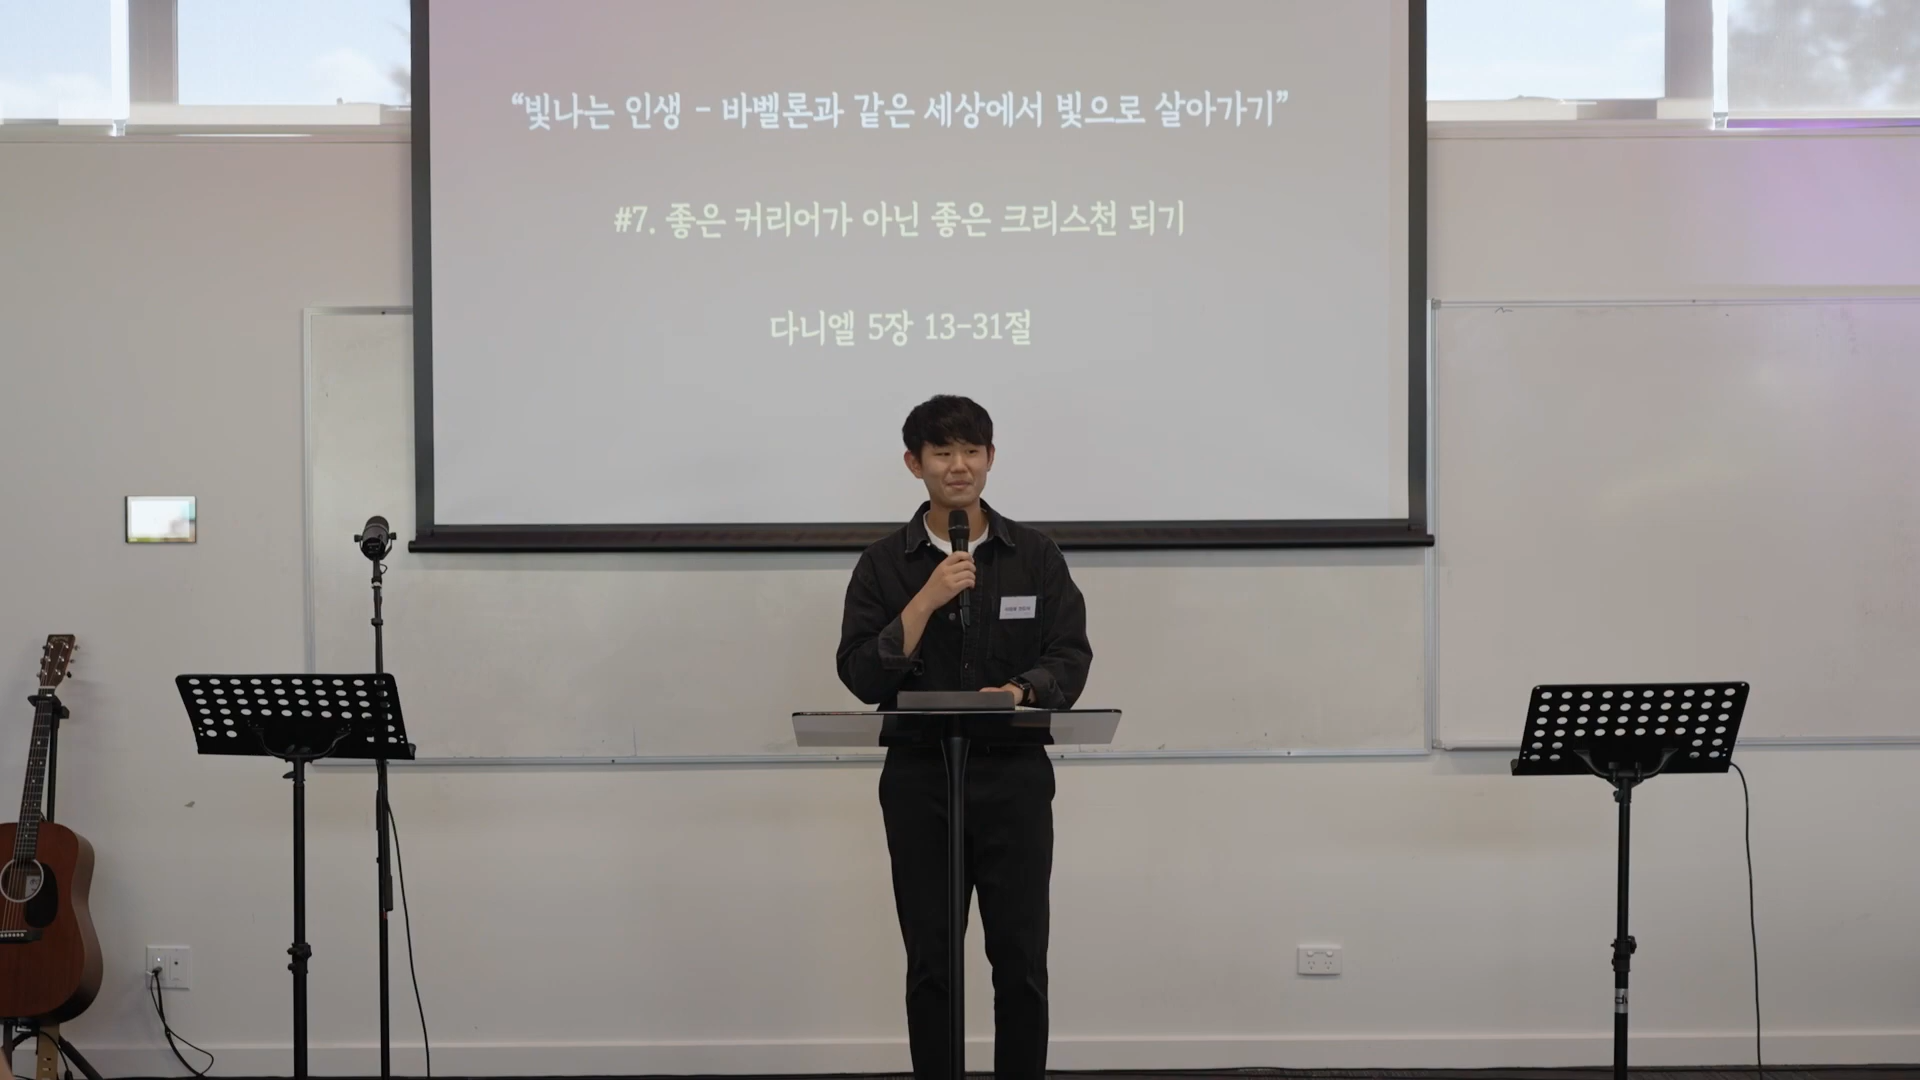 “빛나는 인생 - 바벨론과 같은 세상에서 빛으로 살아가기”
#7. 좋은 커리어가 아닌 좋은 크리스천 되기
다니엘 5장 13-31절